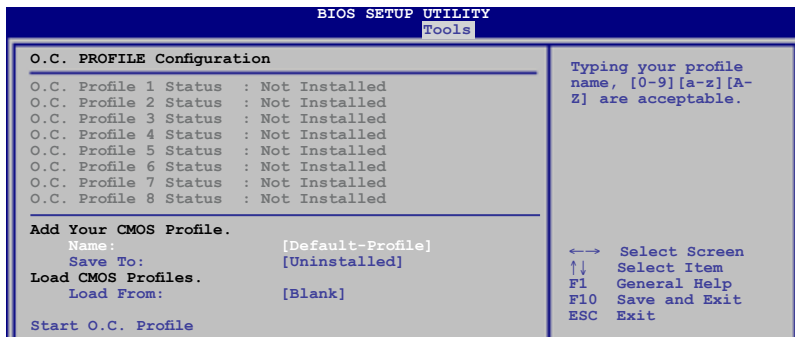 BIOS SETUP UTILITY
Tools
O.C. PROFILE Configuration
O.C. Profile 1 Status : Not Installed
O.C. Profile 2 Status : Not Installed
O.C. Profile 3 Status : Not Installed
O.C. Profile 4 Status : Not Installed
O.C. Profile 5 Status : Not Installed
O.C. Profile 6 Status : Not Installed
O.C. Profile 7 Status : Not Installed
O.C. Profile 8 Status : Not Installed
Add Your CMOS Profile.
Name: [Default-Profile]
Save To: [Uninstalled]
Load CMOS Profiles.
Load From: [Blank]
Start O.C. Profile
Typing your profile
name, [0-9][a-z][A-
Z] are acceptable.
←→ Select Screen
↑↓ Select Item
F1 General Help
F10 Save and Exit
ESC Exit